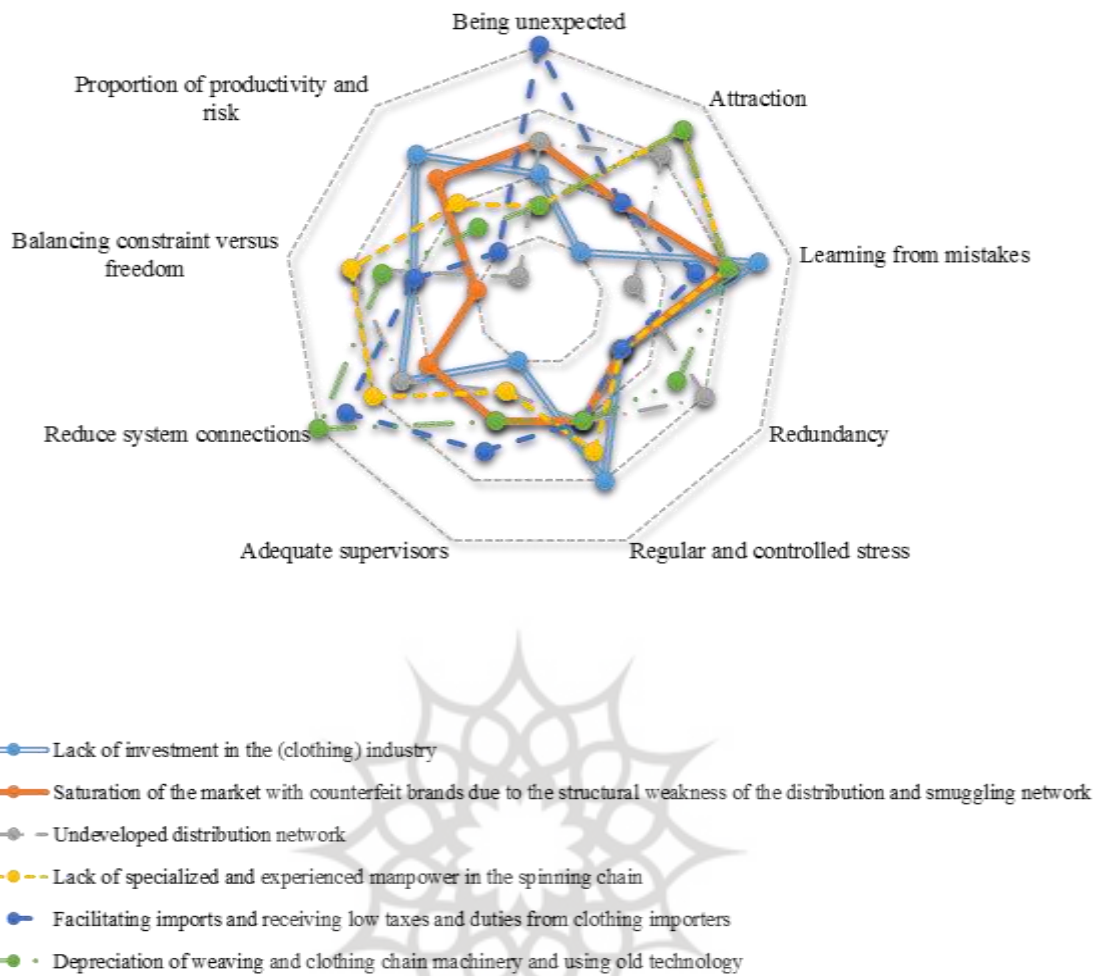 Being unexpected
Proportion of productivity and
risk
Attraction
Balancing constraint versus
freedom
Learning from mistakes
Reduce system connections
Redundancy
Adequate supervisors
Regular and controlled stress
Lack of investment in the (clothing) industry
Saturation of the market with counterfeit brands due to the structural weakness of the distribution and smuggling network
Undeveloped distribution network
Lack of specialized and experienced manpower in the spinning chain
Facilitating imports and receiving low taxes and duties from clothing importers
Depreciation of weaving and clothing chain machinery and using old technology